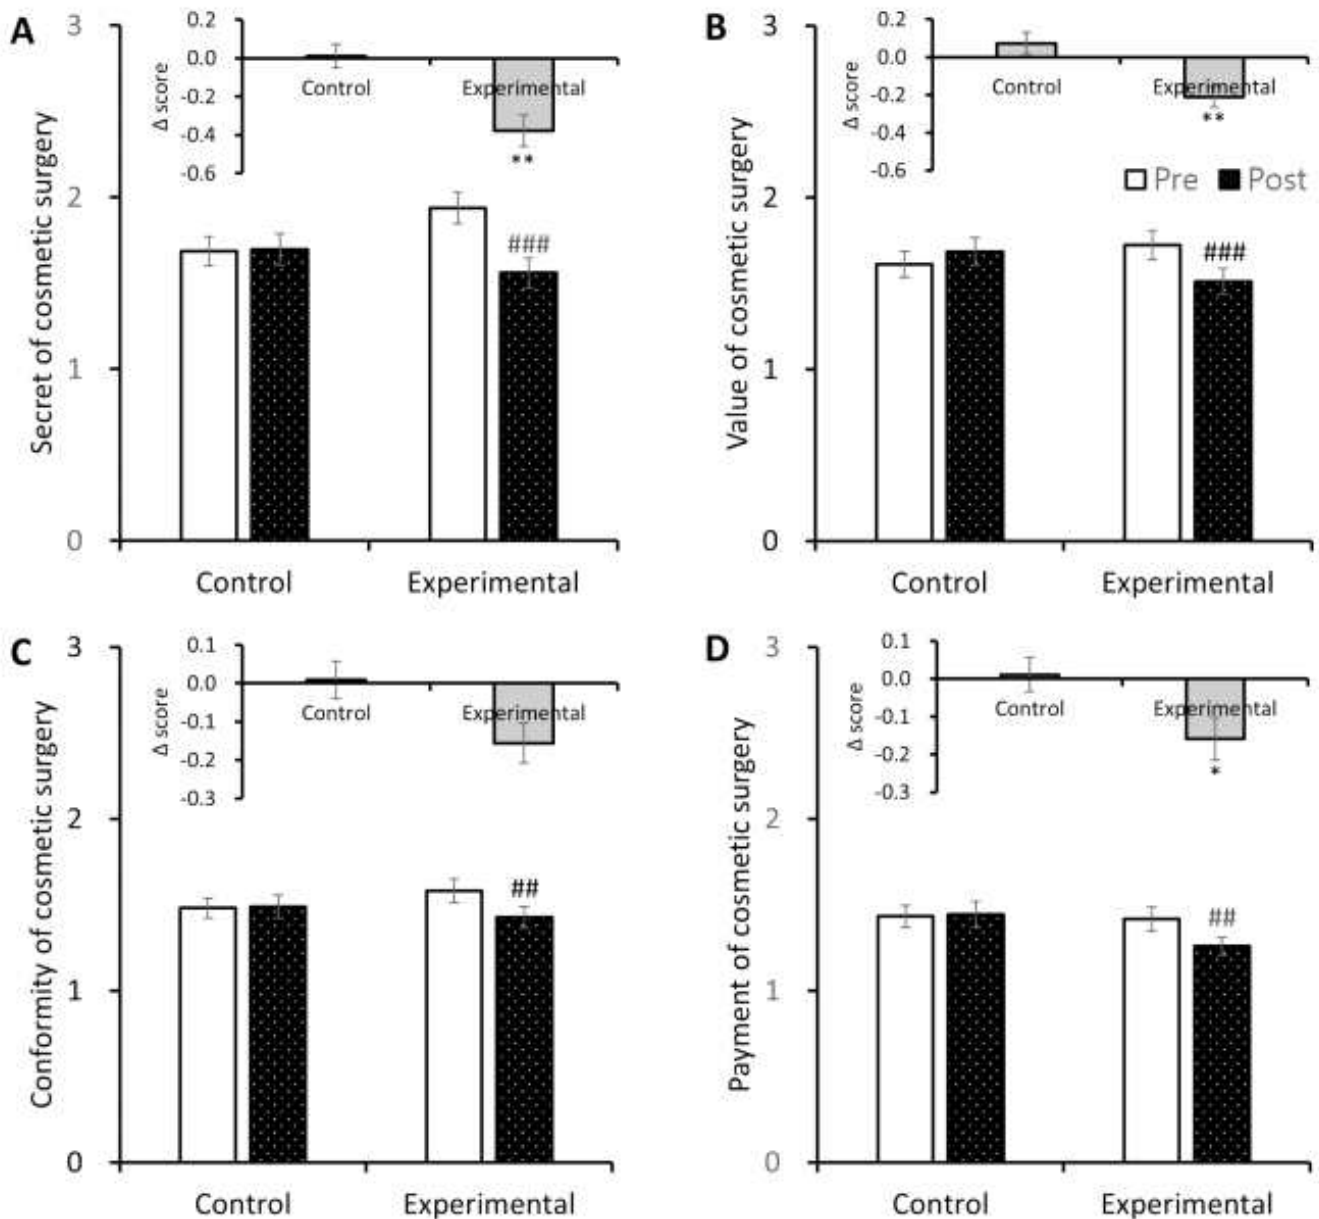 A
Secret of cosmetic surgery
3
2
1
0
Δ score
0.2
0.0
-0.2
-0.4
-0.6
Control
Experimental
**
###
Control
Experimental
B
Value of cosmetic surgery
3
2
1
0
Δ score
0.2
0.0
-0.2
-0.4
-0.6
Control
Experimental
**
Pre Post
###
Control
Experimental
C
Conformity of cosmetic surgery
3
2
1
0
Δ score
0.1
0.0
-0.1
-0.2
-0.3
Control
Experimental
##
Control
Experimental
D
Payment of cosmetic surgery
3
2
1
0
Δ score
0.1
0.0
-0.1
-0.2
-0.3
Control
Experimental
*
##
Control
Experimental